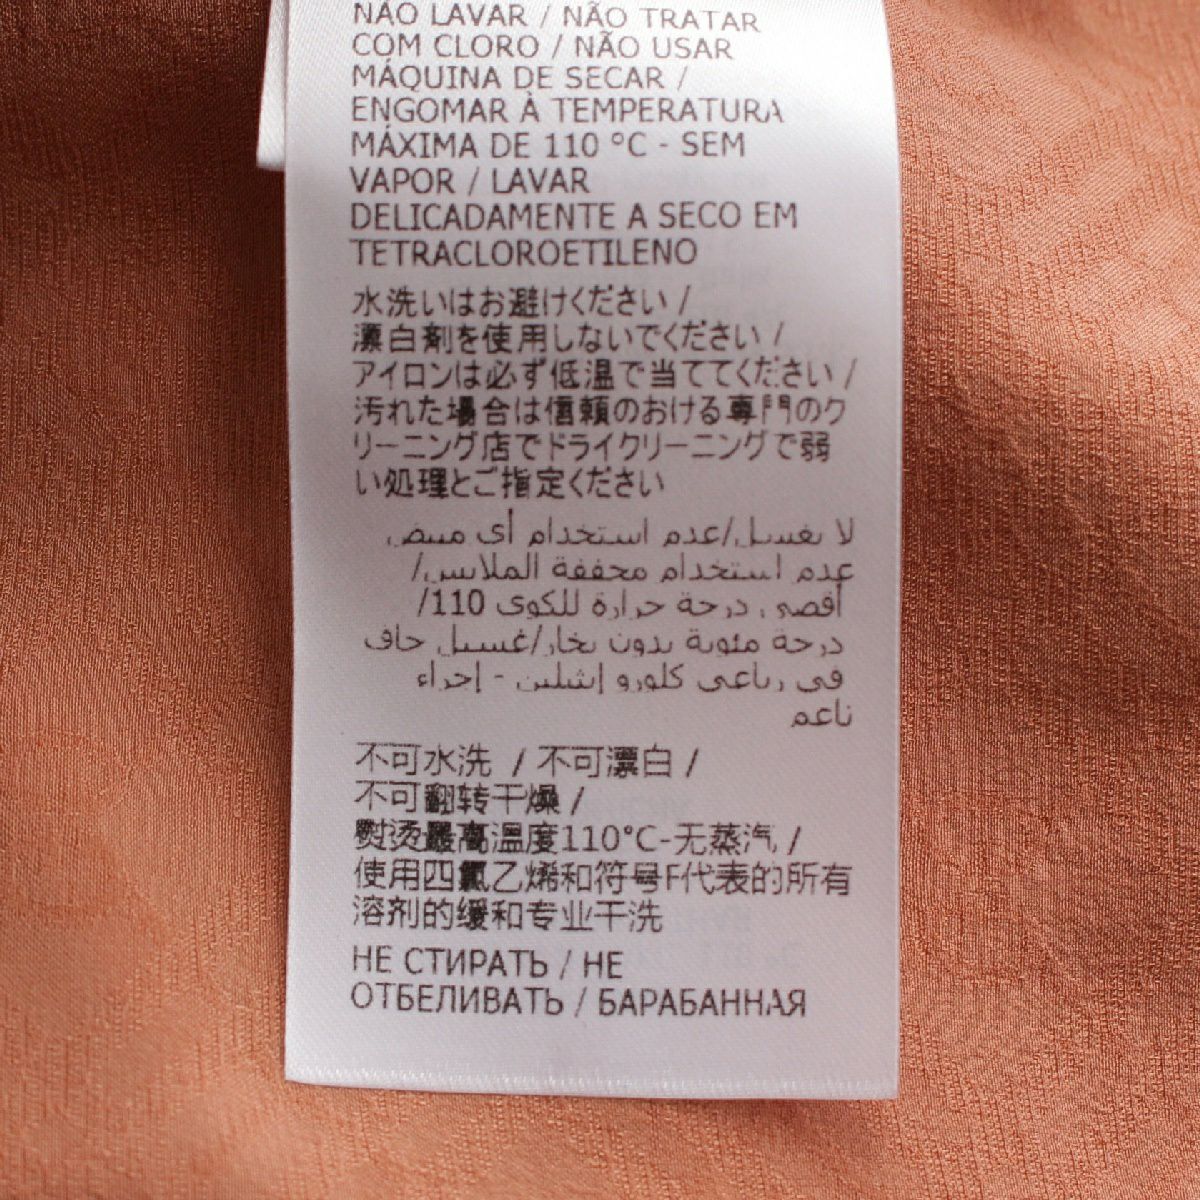 NÃO LAVAR / NÃO TRATAR
COM CLORO / NÃO USAR
MÁQUINA DE SECAR /
ENGOMAR À TEMPERATURA
MÁXIMA DE 110 °C - SEM
VAPOR / LAVAR
DELICADAMENTE A SECO EM
TETRACLOROETILENO
水洗いはお避けください /
漂白剤を使用しないでください /
アイロンは必ず低温で当ててください /
汚れた場合は信頼のおける専門のク
リーニング店でドライクリーニングで弱
い処理とご指定ください
لا يغسل/عدم استخدام أي مبيض
عدم استخدام مجففة الملابس/
أقصى درجة حرارة للكوى 110/
درجة مئوية بدون بخار/غسيل جاف
في رباعي كلورو إيثيلين - إجراء
ناعم
不可水洗 / 不可漂白 /
不可翻转干燥 /
熨烫最高温度110°C-无蒸汽 /
使用四氯乙烯和符号F代表的所有
溶剂的缓和专业干洗
НЕ СТИРАТЬ / НЕ
ОТБЕЛИВАТЬ / БАРАБАННАЯ